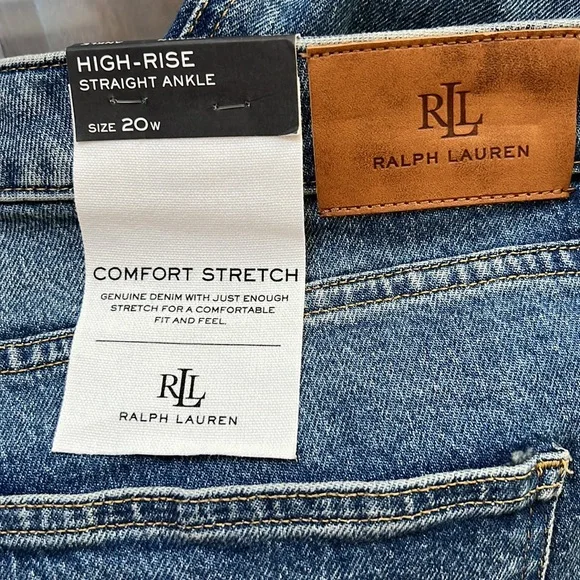 HIGH-RISE
STRAIGHT ANKLE
SIZE 20W
RLL
RALPH LAUREN
COMFORT STRETCH
GENUINE DENIM WITH JUST ENOUGH
STRETCH FOR A COMFORTABLE
FIT AND FEEL.
RLL
RALPH LAUREN